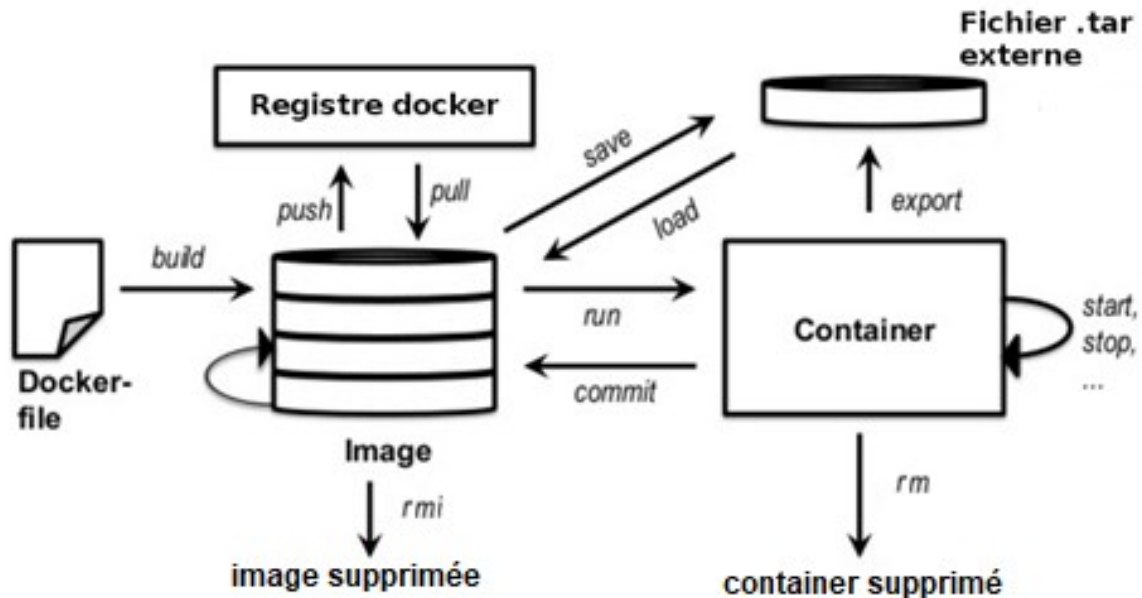 Fichier .tar
externe
Registre docker
save
push
pull
load
export
build
run
Container
start,
stop,
...
commit
Docker-
file
Image
rmi
rm
image supprimée
container supprimé